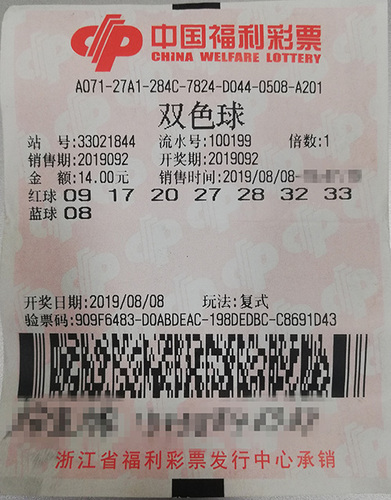 中国福利彩票
CHINA WELFARE LOTTERY
A071-27A1-284C-7824-D044-0508-A201
双色球
站 号:33021844 流水号:100199 倍数:1
销售期:2019092 开奖期:2019092
金 额:14.00元 销售时间:2019/08/08-
红球 09 17 20 27 28 32 33
蓝球 08
开奖日期:2019/08/08 玩法:复式
验票码:909F6483-D0ABDEAC-198DEDBC-C8691D43
浙江省福利彩票发行中心承销